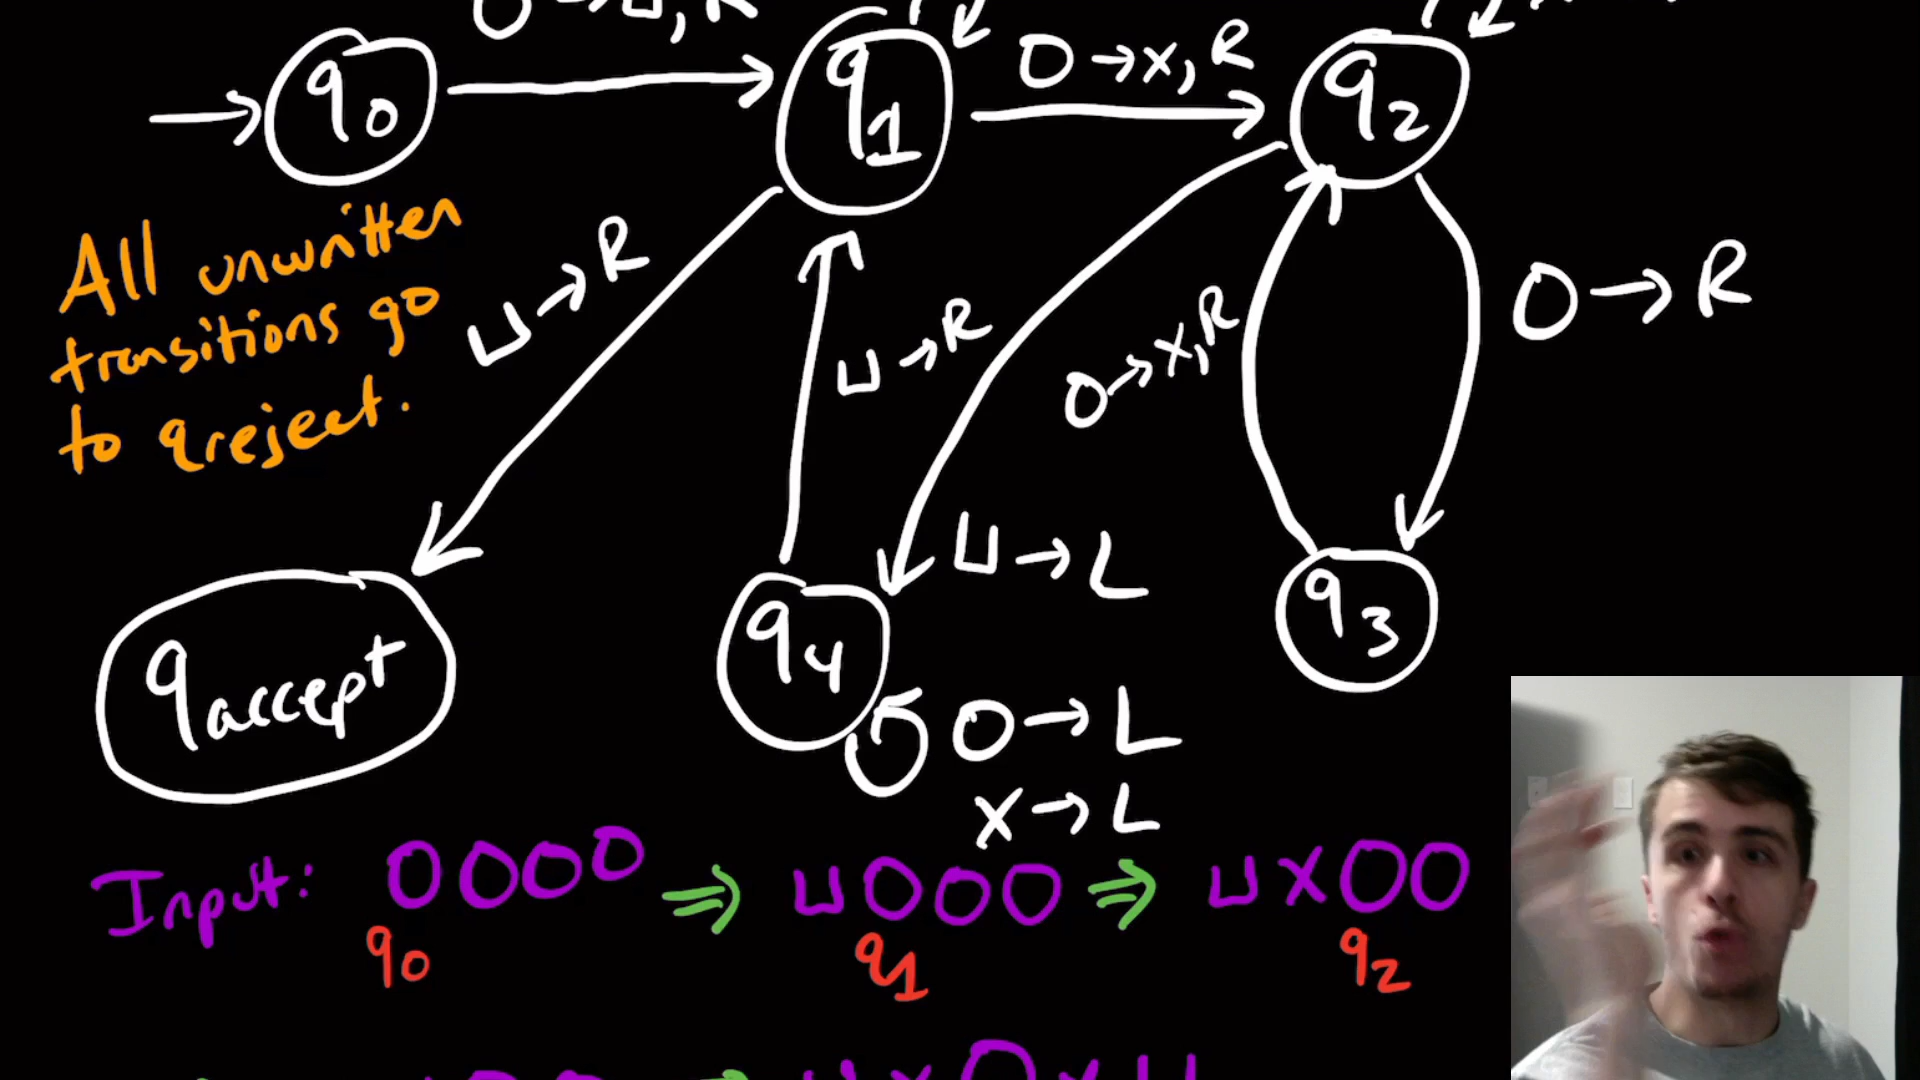 0→⊔, R
0→x, R
q0
q1
q2
All unwritten
transitions go
to qreject.
⊔→R
⊔→R
0→x, R
0→R
⊔→L
qaccept
q4
q3
0→L
x→L
Input: 0000 ⇒ ⊔000 ⇒ ⊔x00
q0
q1
q2